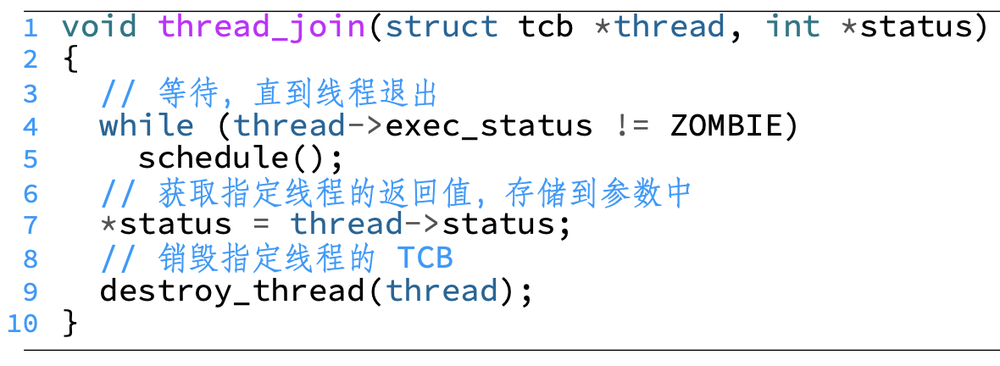 1 void thread_join(struct tcb *thread, int *status)
2 {
3   // 等待，直到线程退出
4   while (thread->exec_status != ZOMBIE)
5     schedule();
6   // 获取指定线程的返回值，存储到参数中
7   *status = thread->status;
8   // 销毁指定线程的 TCB
9   destroy_thread(thread);
10 }